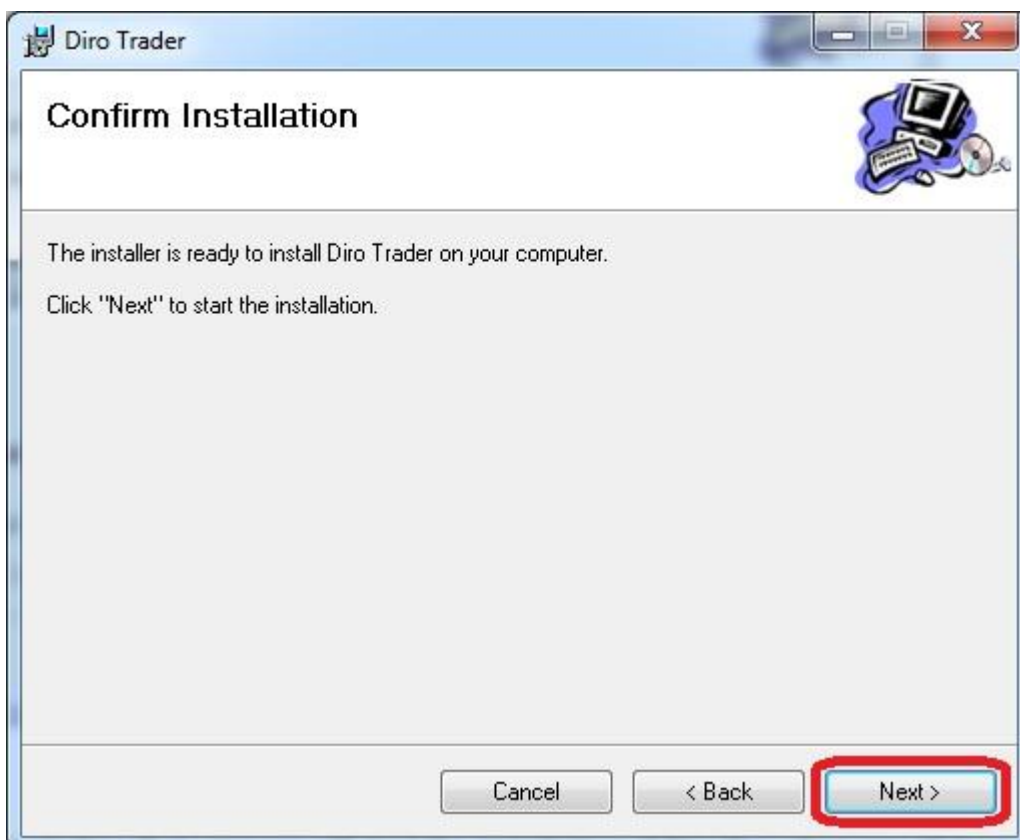 Diro Trader
Confirm Installation
The installer is ready to install Diro Trader on your computer.
Click "Next" to start the installation.
Cancel
< Back
Next >